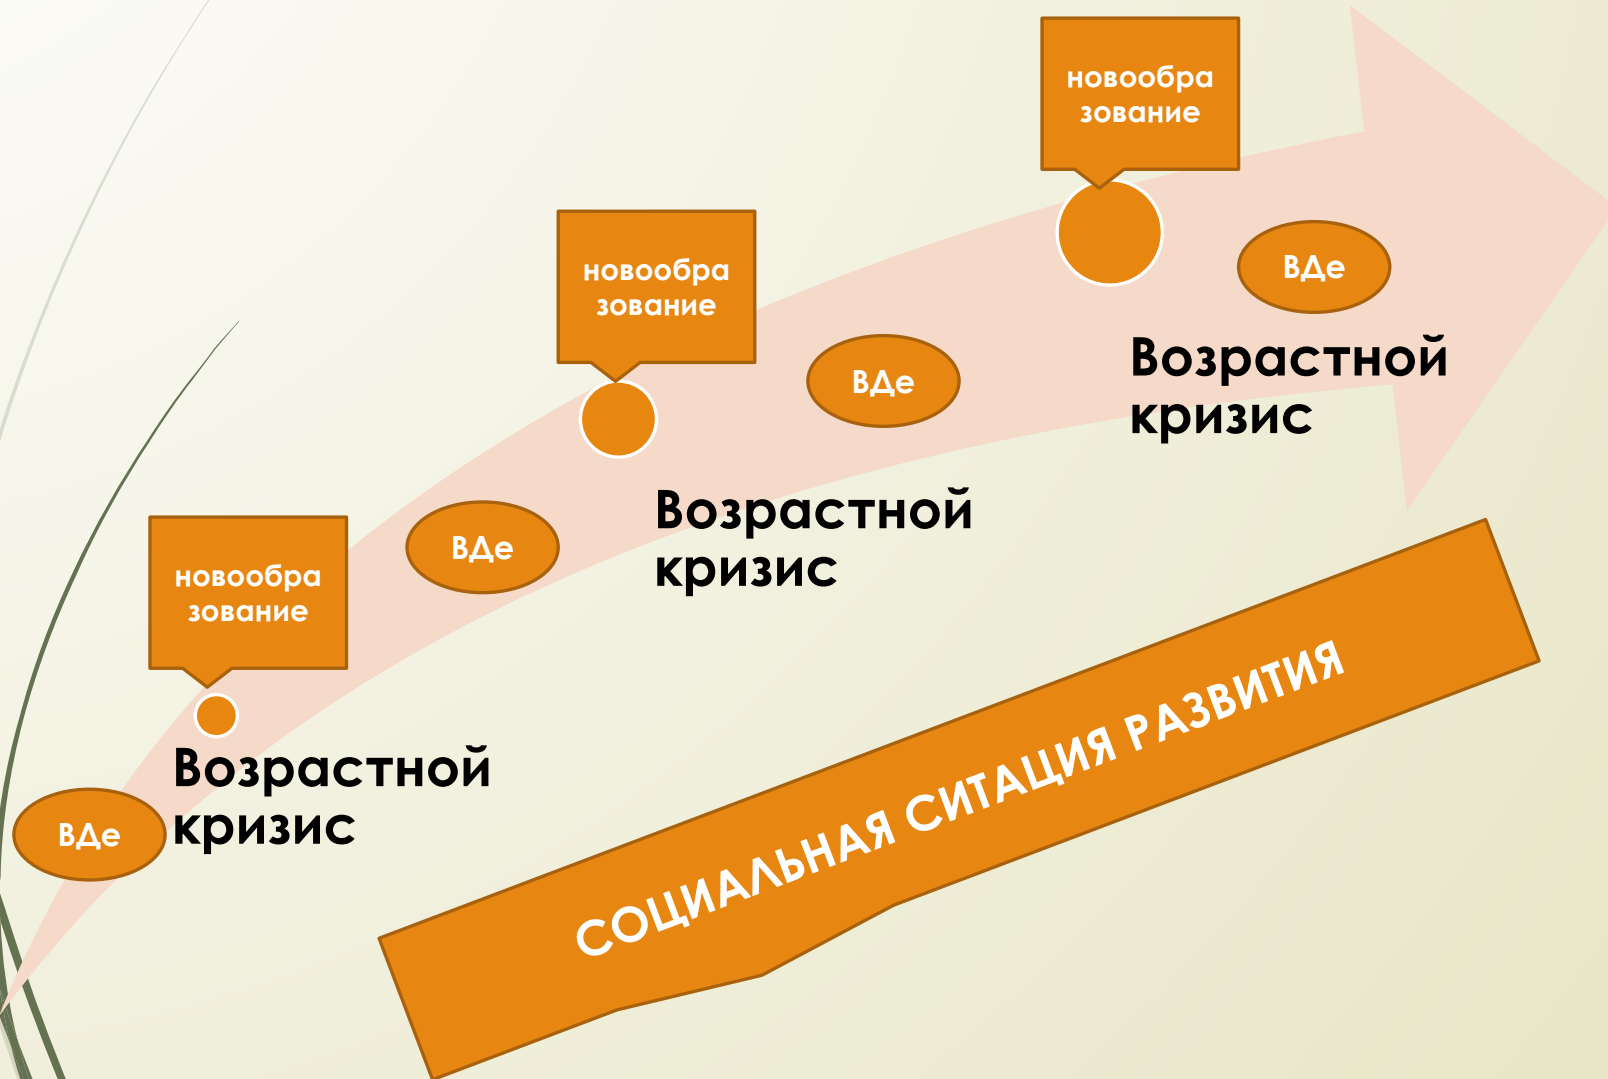 новообра
зование
ВДе
Возрастной
кризис
новообра
зование
ВДе
Возрастной
кризис
новообра
зование
ВДе
Возрастной
кризис
ВДе
СОЦИАЛЬНАЯ СИТАЦИЯ РАЗВИТИЯ